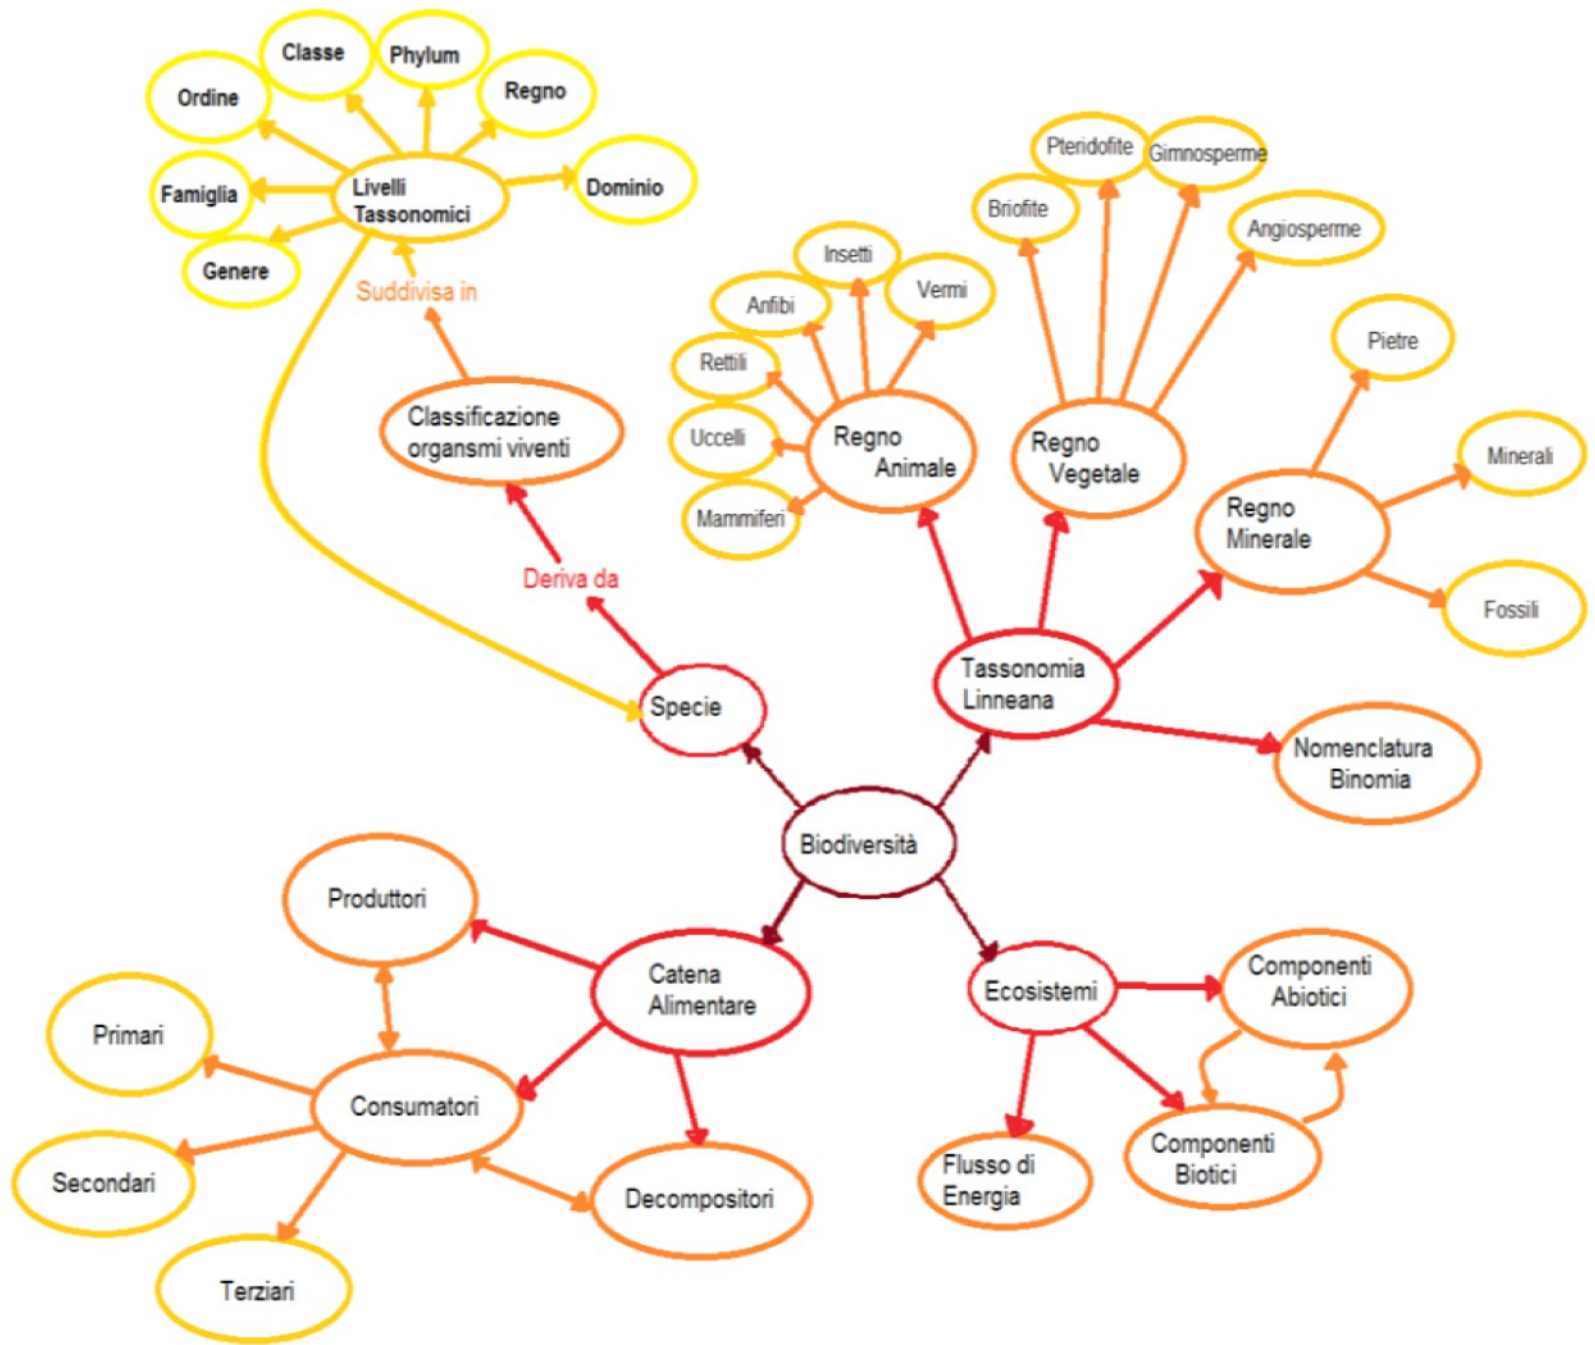 Classe
Phylum
Ordine
Regno
Famiglia
Livelli
Tassonomici
Dominio
Genere
Suddivisa in
Classificazione
organsmi viventi
Deriva da
Specie
Pteridofite
Gimnosperme
Briofite
Angiosperme
Insetti
Vermi
Anfibi
Rettili
Uccelli
Mammiferi
Regno
Animale
Regno
Vegetale
Pietre
Minerali
Regno
Minerale
Fossili
Tassonomia
Linneana
Nomenclatura
Binomia
Biodiversità
Produttori
Catena
Alimentare
Primari
Consumatori
Secondari
Decompositori
Terziari
Ecosistemi
Componenti
Abiotici
Componenti
Biotici
Flusso di
Energia